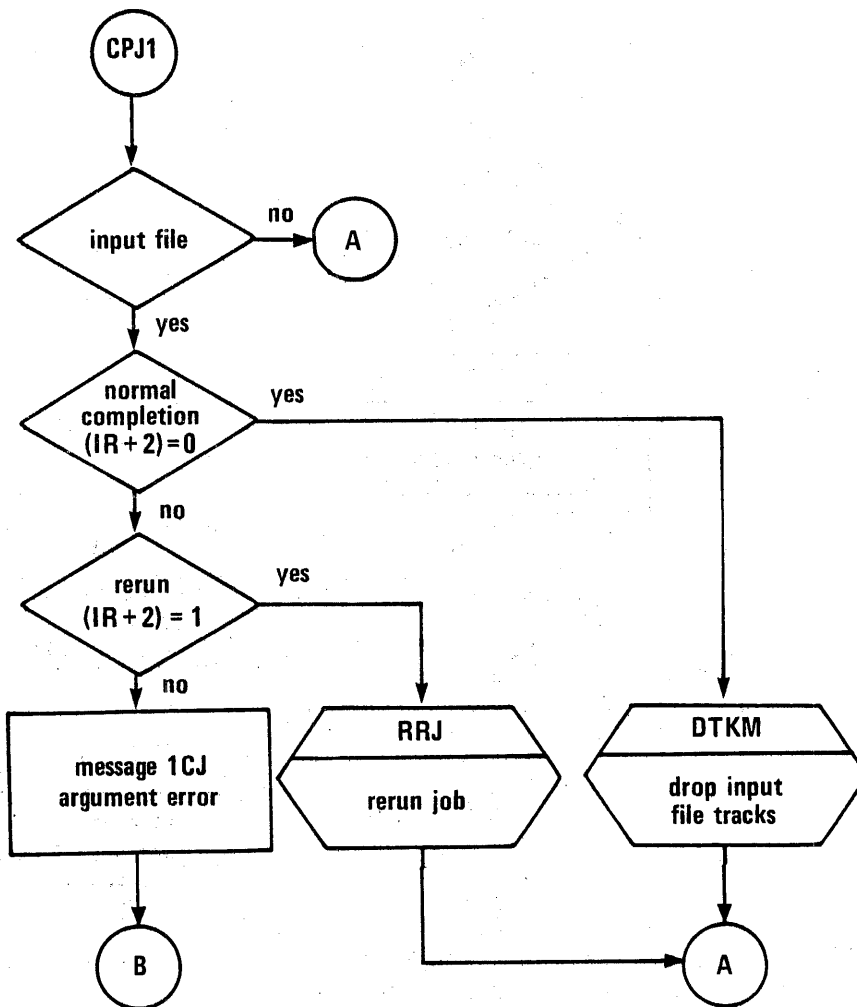 CPJ1
input file
no
A
yes
normal
completion
(IR + 2) = 0
yes
no
rerun
(IR + 2) = 1
yes
no
message 1CJ
argument error
RRJ
rerun job
DTKM
drop input
file tracks
B
A